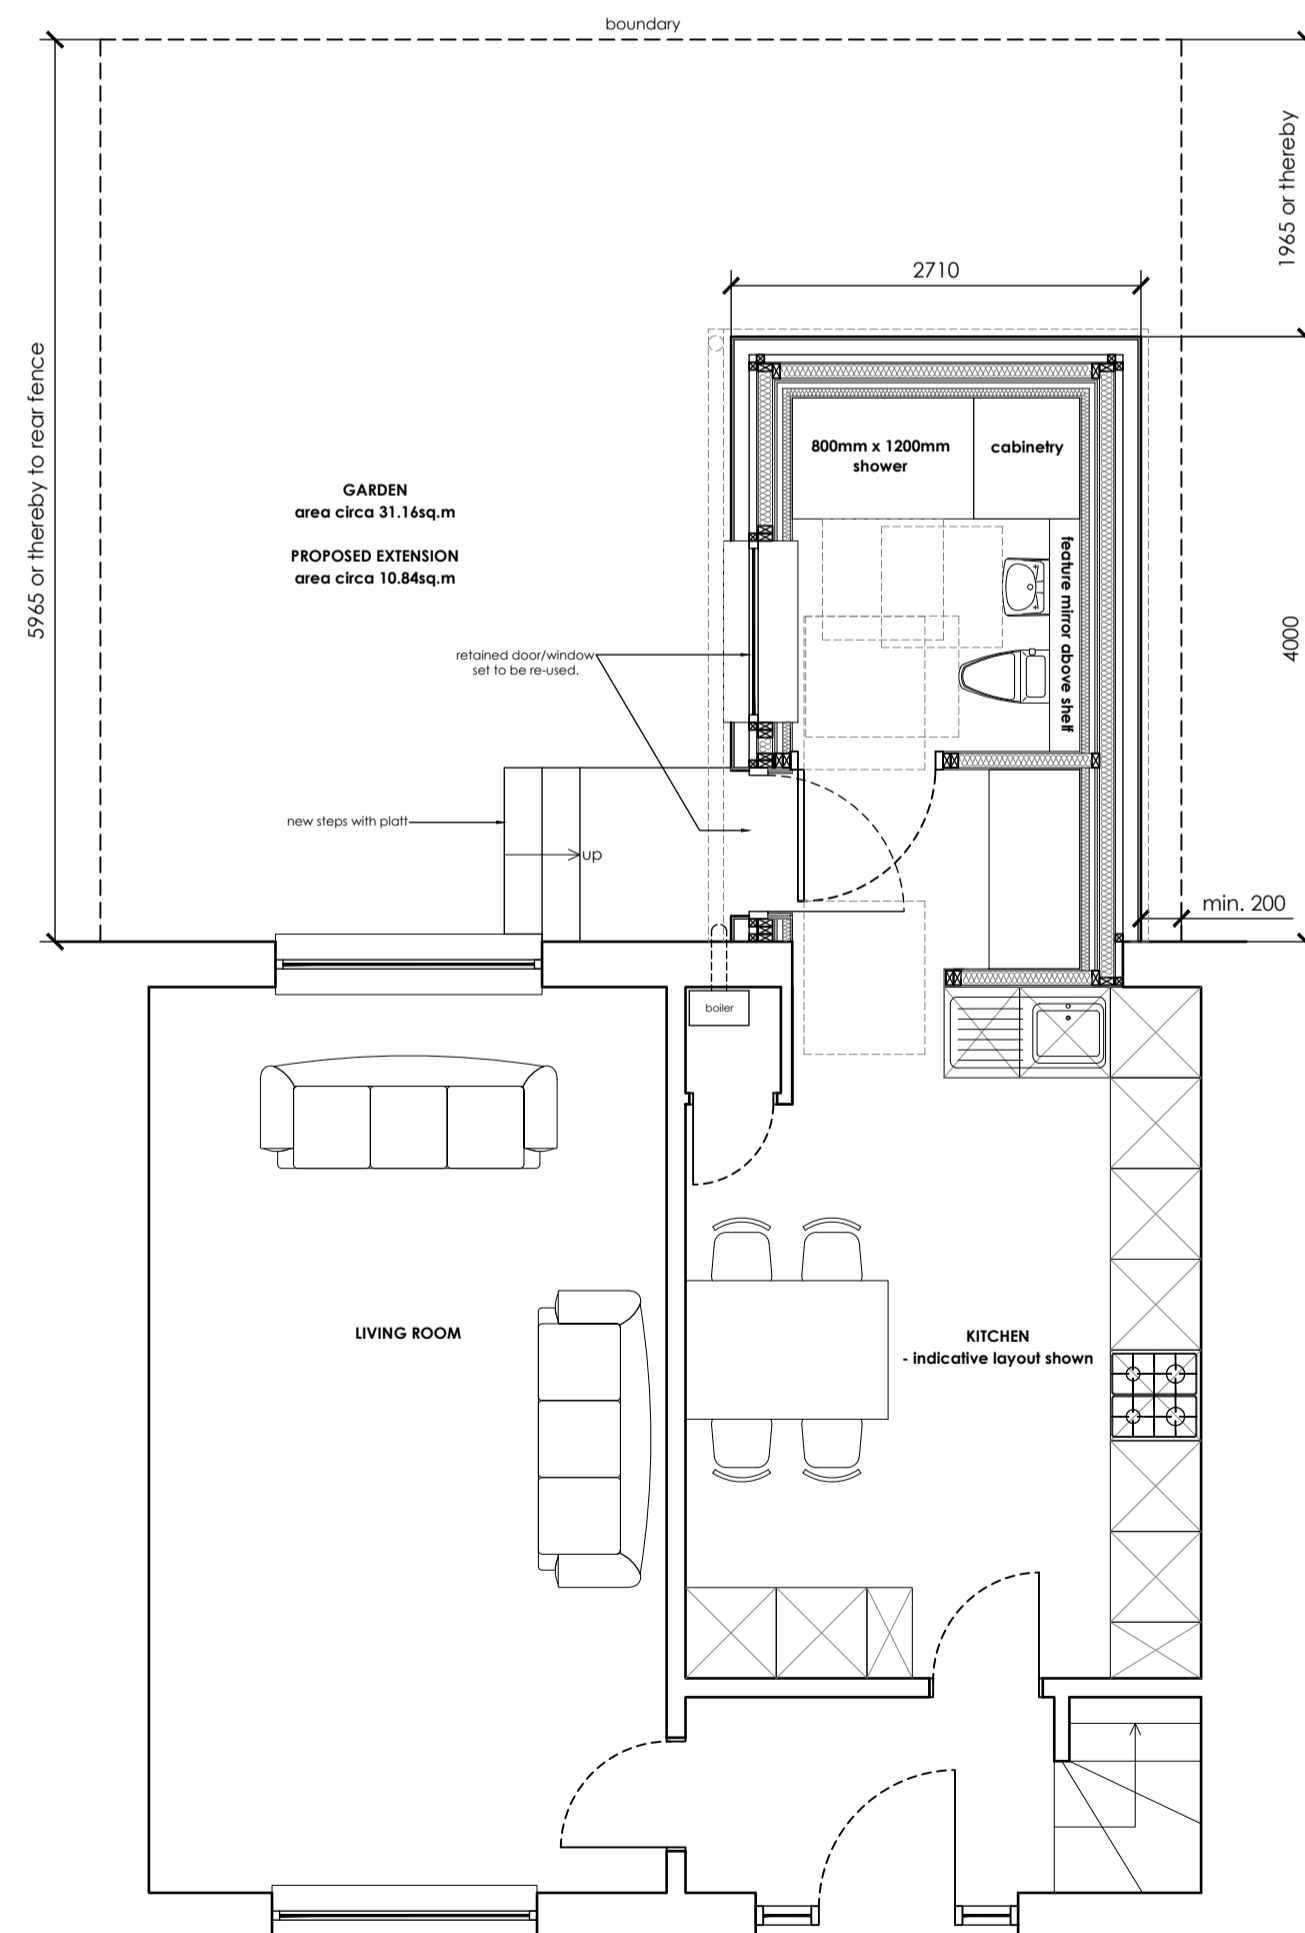 boundary
1965 or thereby
2710
5965 or thereby to rear fence
800mm x 1200mm
shower
cabinetry
GARDEN
area circa 31.16sq.m
PROPOSED EXTENSION
area circa 10.84sq.m
feature mirror above shelf
4000
retained door/window
set to be re-used.
new steps with platt
up
min. 200
boiler
LIVING ROOM
KITCHEN
- indicative layout shown